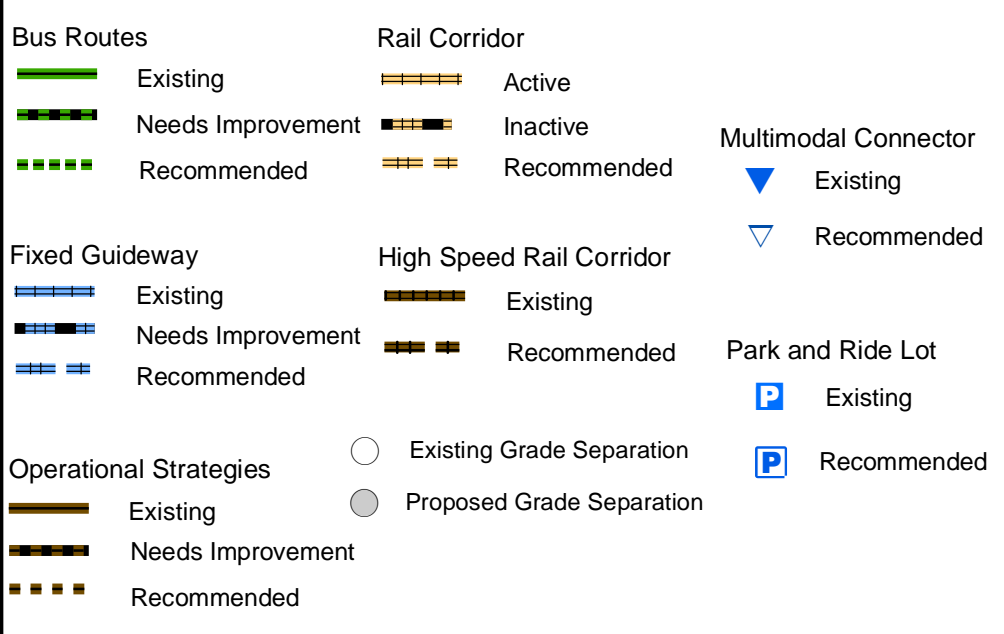 Bus Routes
Existing
Needs Improvement
Recommended
Fixed Guideway
Existing
Needs Improvement
Recommended
Operational Strategies
Existing
Needs Improvement
Recommended
Rail Corridor
Active
Inactive
Recommended
High Speed Rail Corridor
Existing
Recommended
Existing Grade Separation
Proposed Grade Separation
Multimodal Connector
Existing
Recommended
Park and Ride Lot
P Existing
P Recommended